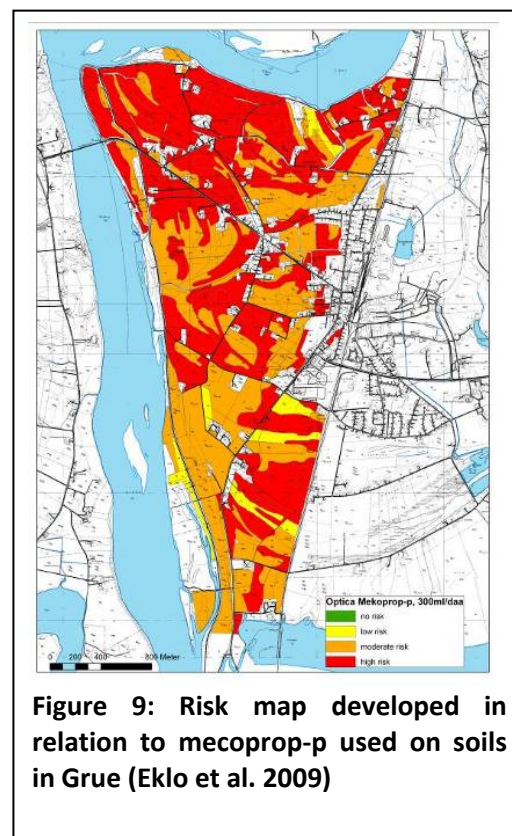 Optica Mekoprop-p, 300ml/daa
no risk
low risk
moderate risk
high risk
0 200 400 800 Meter
Figure 9: Risk map developed in
relation to mecoprop-p used on soils
in Grue (Eklo et al. 2009)